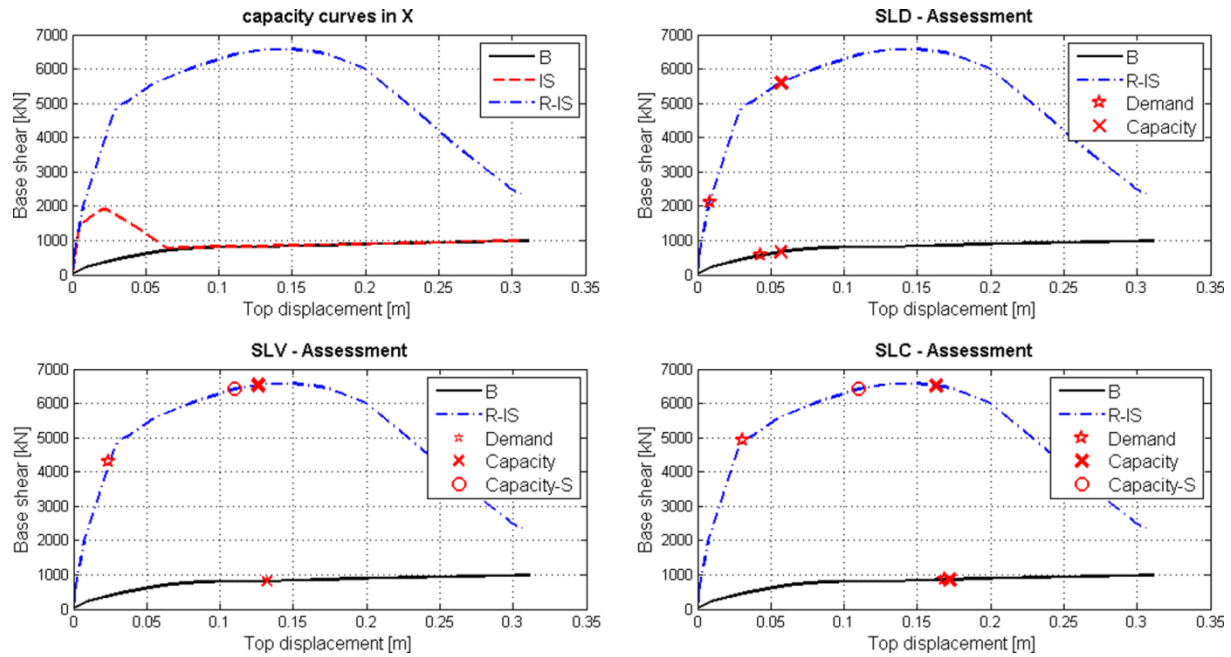 capacity curves in X
7000
6000
5000
4000
3000
2000
1000
0
Base shear [kN]
0
0.05
0.1
0.15
0.2
0.25
0.3
0.35
Top displacement [m]
B
IS
R-IS
SLD - Assessment
7000
6000
5000
4000
3000
2000
1000
0
Base shear [kN]
0
0.05
0.1
0.15
0.2
0.25
0.3
0.35
Top displacement [m]
B
R-IS
Demand
Capacity
SLV - Assessment
7000
6000
5000
4000
3000
2000
1000
0
Base shear [kN]
0
0.05
0.1
0.15
0.2
0.25
0.3
0.35
Top displacement [m]
B
R-IS
Demand
Capacity
Capacity-S
SLC - Assessment
7000
6000
5000
4000
3000
2000
1000
0
Base shear [kN]
0
0.05
0.1
0.15
0.2
0.25
0.3
0.35
Top displacement [m]
B
R-IS
Demand
Capacity
Capacity-S